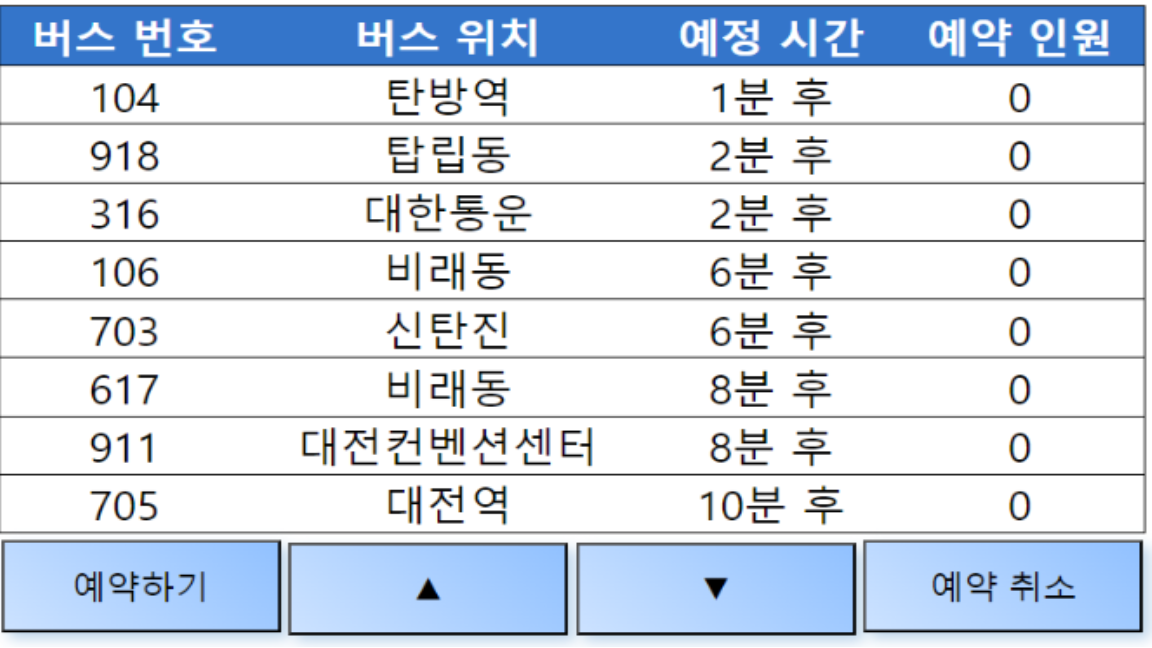 버스 번호 버스 위치 예정 시간 예약 인원
104 탄방역 1분 후 0
918 탑립동 2분 후 0
316 대한통운 2분 후 0
106 비래동 6분 후 0
703 신탄진 6분 후 0
617 비래동 8분 후 0
911 대전컨벤션센터 8분 후 0
705 대전역 10분 후 0
예약하기 ▲ ▼ 예약 취소